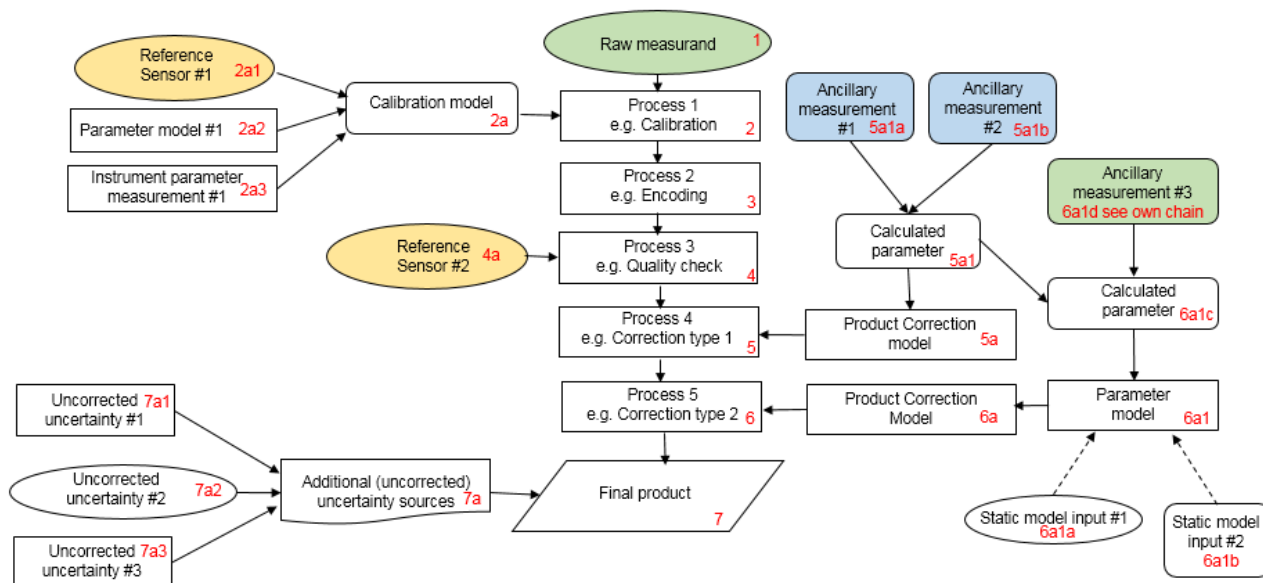 Raw measurand 1
Reference
Sensor #1 2a1
Parameter model #1 2a2
Instrument parameter
measurement #1 2a3
Calibration model
2a
Process 1
e.g. Calibration
2
Process 2
e.g. Encoding
3
Reference
Sensor #2 4a
Process 3
e.g. Quality check
4
Process 4
e.g. Correction type 1
5
Process 5
e.g. Correction type 2
6
Ancillary
measurement
#1 5a1a
Ancillary
measurement
#2 5a1b
Ancillary
measurement #3
6a1d see own chain
Calculated
parameter
5a1
Calculated
parameter
6a1c
Product Correction
model 5a
Product Correction
Model 6a
Parameter
model 6a1
Static model input #1
6a1a
Static model
input #2
6a1b
Uncorrected 7a1
uncertainty #1
Uncorrected
uncertainty #2 7a2
Uncorrected 7a3
uncertainty #3
Additional (uncorrected)
uncertainty sources 7a
Final product
7